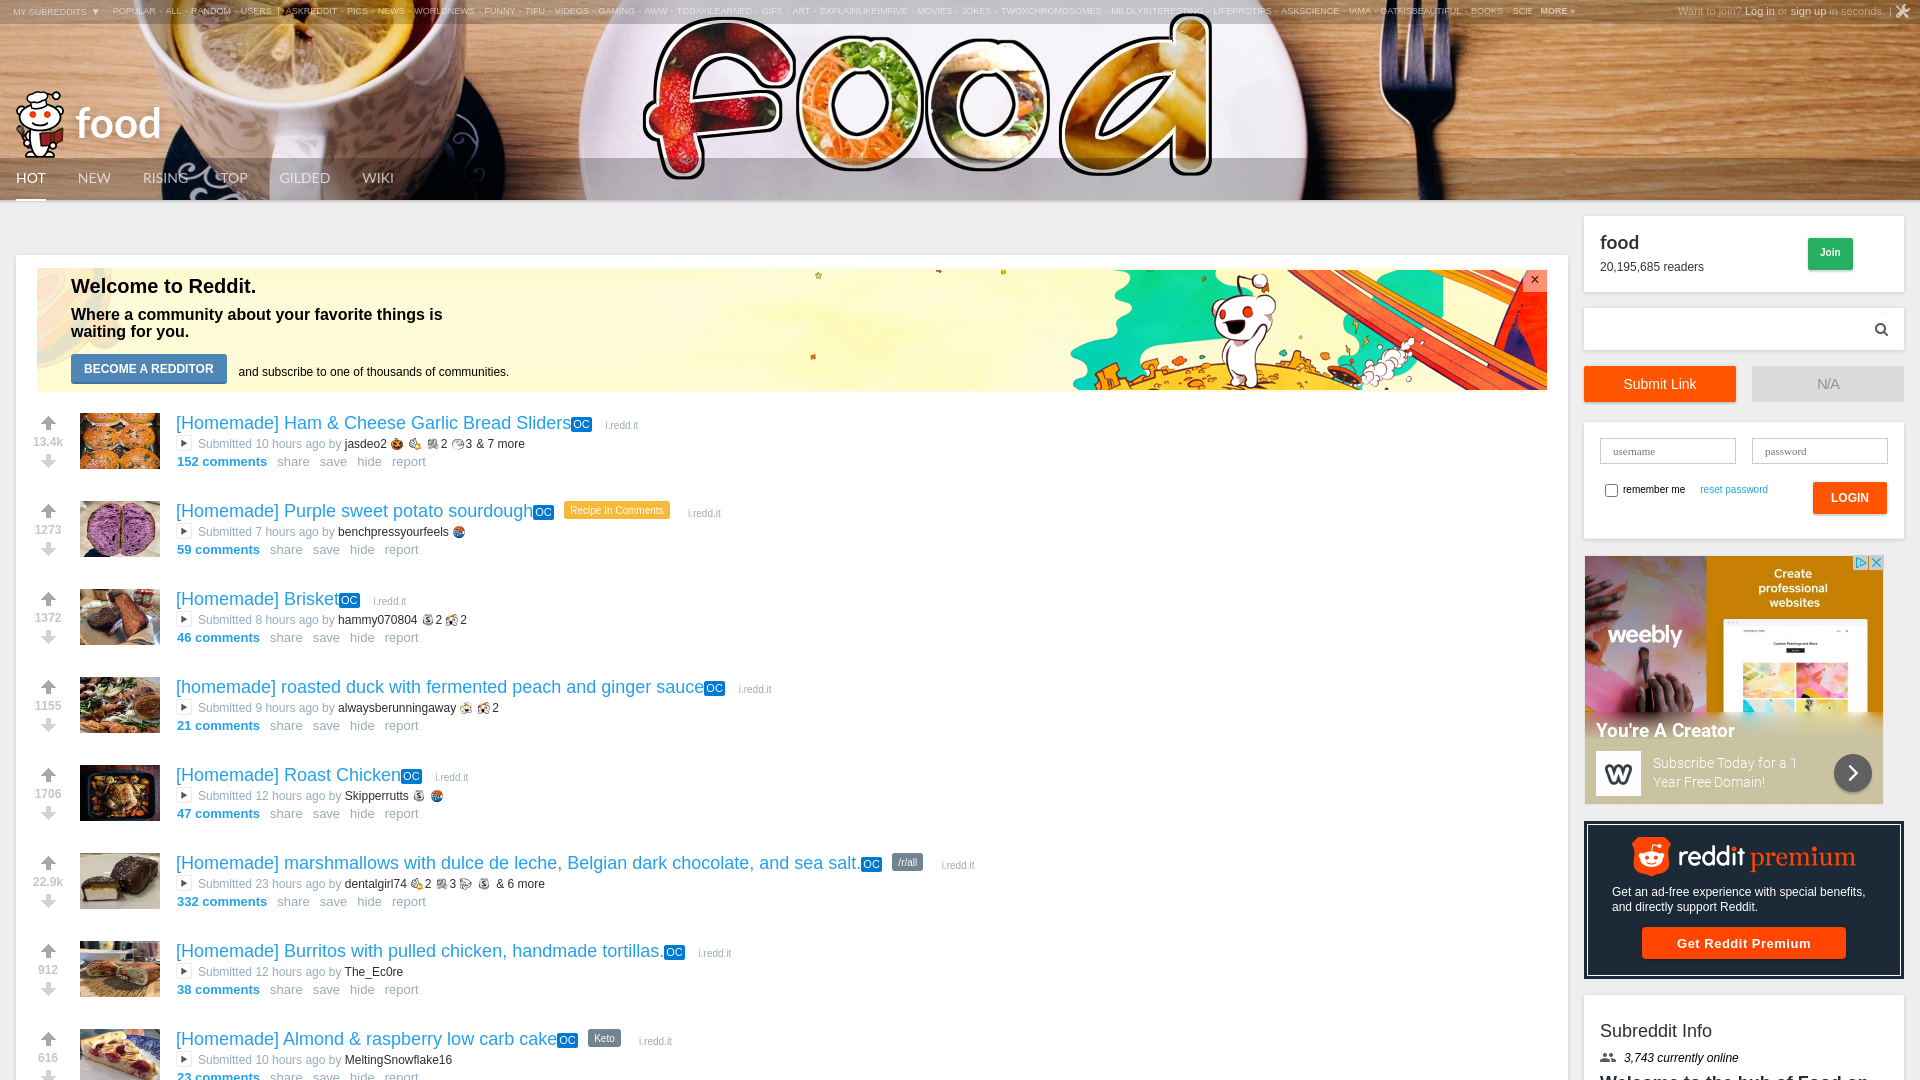 MY SUBREDDITS ▼ POPULAR - ALL - RANDOM - USERS | ASKREDDIT - PICS - NEWS - WORLDNEWS - FUNNY - TIFU - VIDEOS - GAMING - AWW - TODAYILEARNED - GIFS - ART - EXPLAINLIKEIMFIVE - MOVIES - JOKES - TWOXCHROMOSOMES - MILDLYINTERESTING - LIFEPROTIPS - ASKSCIENCE - IAMA - DATAISBEAUTIFUL - BOOKS - SCIE MORE »
Want to join? Log in or sign up in seconds. |
food
food
HOT NEW RISING TOP GILDED WIKI
Welcome to Reddit.
Where a community about your favorite things is
waiting for you.
BECOME A REDDITOR and subscribe to one of thousands of communities.
×
13.4k
[Homemade] Ham & Cheese Garlic Bread SlidersOC i.redd.it
Submitted 10 hours ago by jasdeo2 2 3 & 7 more
152 comments share save hide report
1273
[Homemade] Purple sweet potato sourdoughOC Recipe In Comments i.redd.it
Submitted 7 hours ago by benchpressyourfeels
59 comments share save hide report
1372
[Homemade] BrisketOC i.redd.it
Submitted 8 hours ago by hammy070804 2 2
46 comments share save hide report
1155
[homemade] roasted duck with fermented peach and ginger sauceOC i.redd.it
Submitted 9 hours ago by alwaysberunningaway 2
21 comments share save hide report
1706
[Homemade] Roast ChickenOC i.redd.it
Submitted 12 hours ago by Skipperrutts
47 comments share save hide report
22.9k
[Homemade] marshmallows with dulce de leche, Belgian dark chocolate, and sea salt.OC /r/all i.redd.it
Submitted 23 hours ago by dentalgirl74 2 3 & 6 more
332 comments share save hide report
912
[Homemade] Burritos with pulled chicken, handmade tortillas.OC i.redd.it
Submitted 12 hours ago by The_Ec0re
38 comments share save hide report
616
[Homemade] Almond & raspberry low carb cakeOC Keto i.redd.it
Submitted 10 hours ago by MeltingSnowflake16
23 comments share save hide report
food
20,195,685 readers
Join
Submit Link
N/A
username
password
remember me reset password
LOGIN
Create
professional
websites
weebly
You're A Creator
Subscribe Today for a 1
Year Free Domain!
reddit premium
Get an ad-free experience with special benefits,
and directly support Reddit.
Get Reddit Premium
Subreddit Info
3,743 currently online
Welcome to the hub of Food on